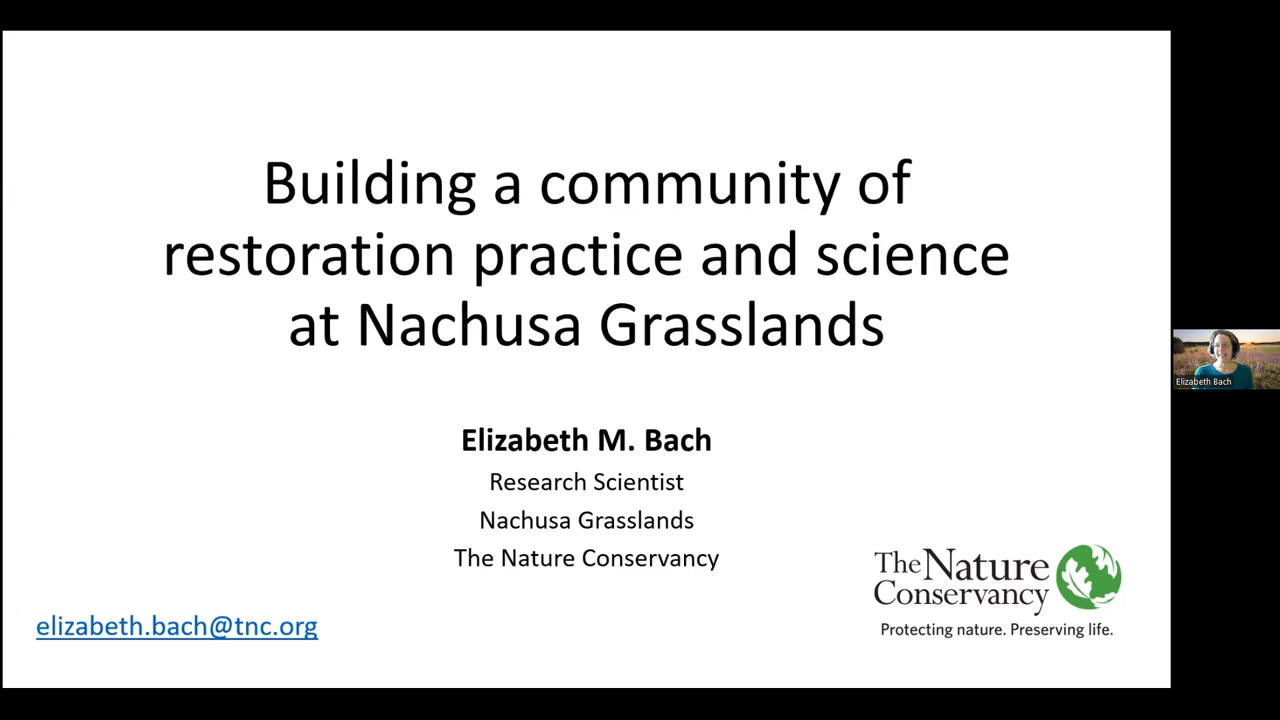 Building a community of
restoration practice and science
at Nachusa Grasslands
Elizabeth M. Bach
Research Scientist
Nachusa Grasslands
The Nature Conservancy
elizabeth.bach@tnc.org
The Nature
Conservancy
Protecting nature. Preserving life.
Elizabeth Bach